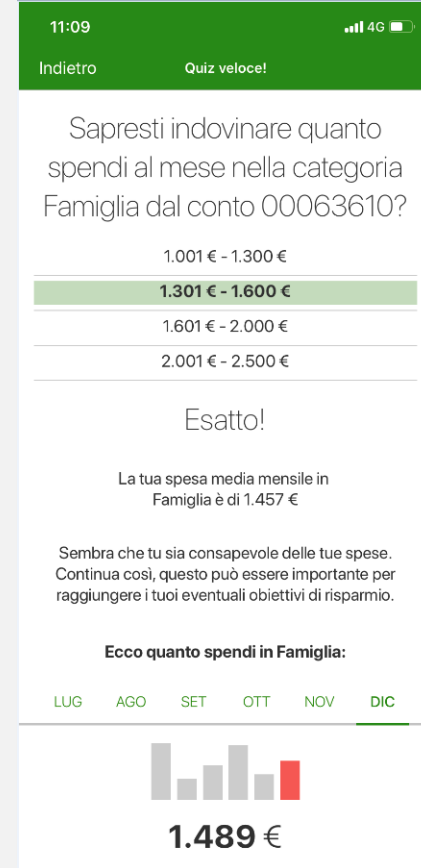 11:09
4G
Indietro
Quiz veloce!
Sapresti indovinare quanto
spendi al mese nella categoria
Famiglia dal conto 00063610?
1.001 € - 1.300 €
1.301 € - 1.600 €
1.601 € - 2.000 €
2.001 € - 2.500 €
Esatto!
La tua spesa media mensile in
Famiglia è di 1.457 €
Sembra che tu sia consapevole delle tue spese.
Continua così, questo può essere importante per
raggiungere i tuoi eventuali obiettivi di risparmio.
Ecco quanto spendi in Famiglia:
LUG AGO SET OTT NOV DIC
1.489 €